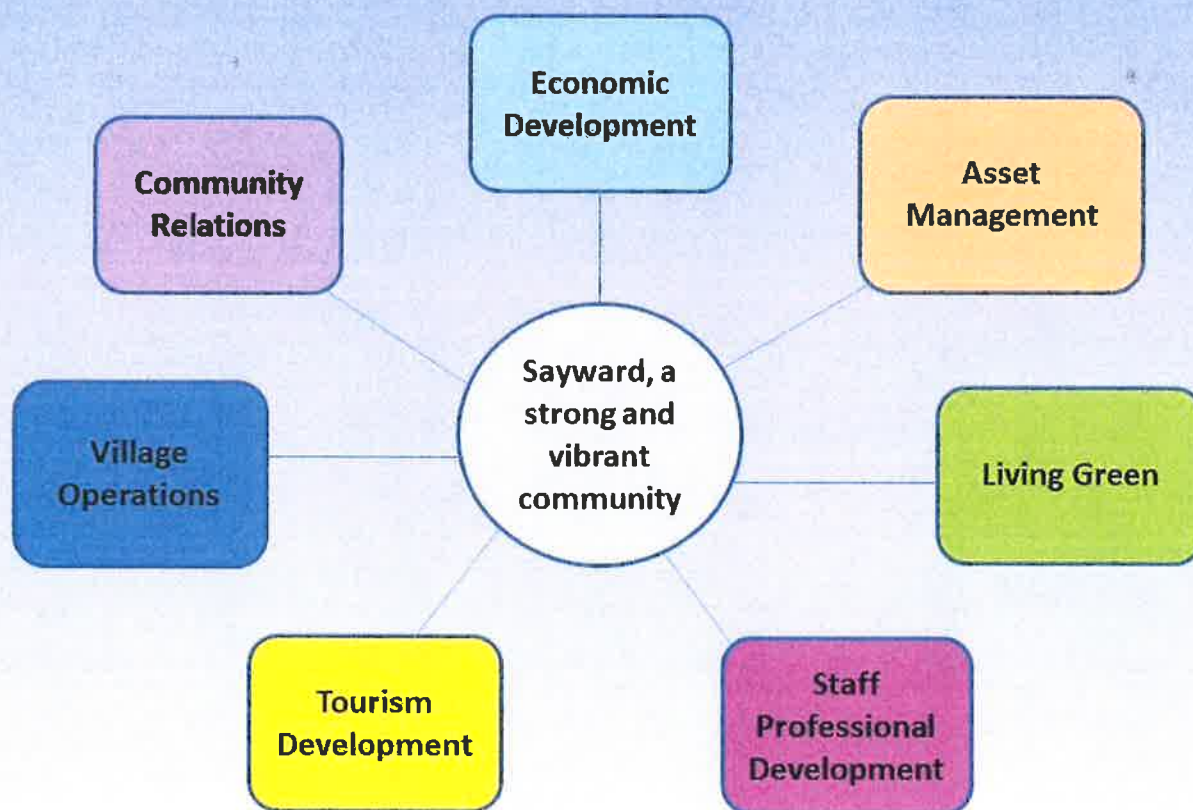 Economic
Development
Community
Relations
Asset
Management
Sayward, a
strong and
vibrant
community
Village
Operations
Living Green
Tourism
Development
Staff
Professional
Development